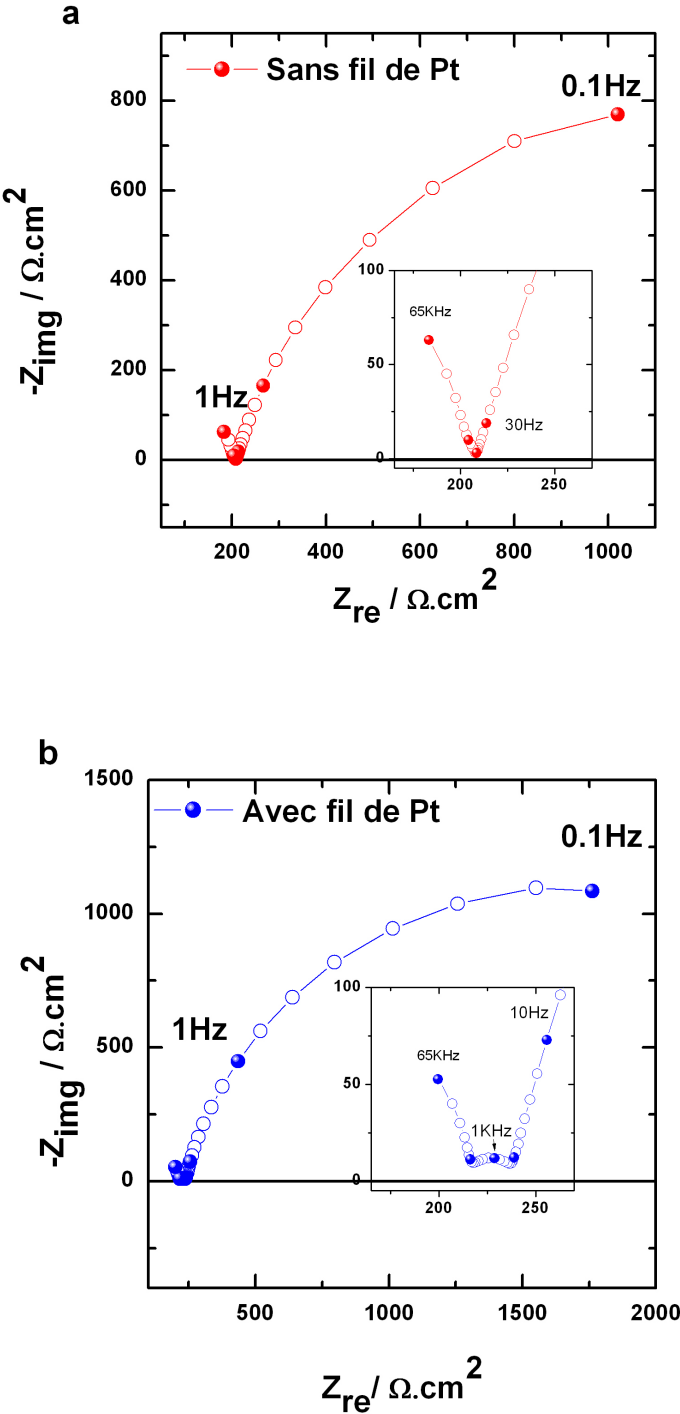 a
Sans fil de Pt
0.1Hz
800
600
400
200
0
-Zimg / Ω.cm2
1Hz
100
50
0
65KHz
30Hz
200 250
200 400 600 800 1000
Zre / Ω.cm2
b
1500
1000
500
0
Avec fil de Pt
0.1Hz
-Zimg / Ω.cm2
1Hz
100
50
0
10Hz
65KHz
1KHz
200 250
500 1000 1500 2000
Zre/ Ω.cm2